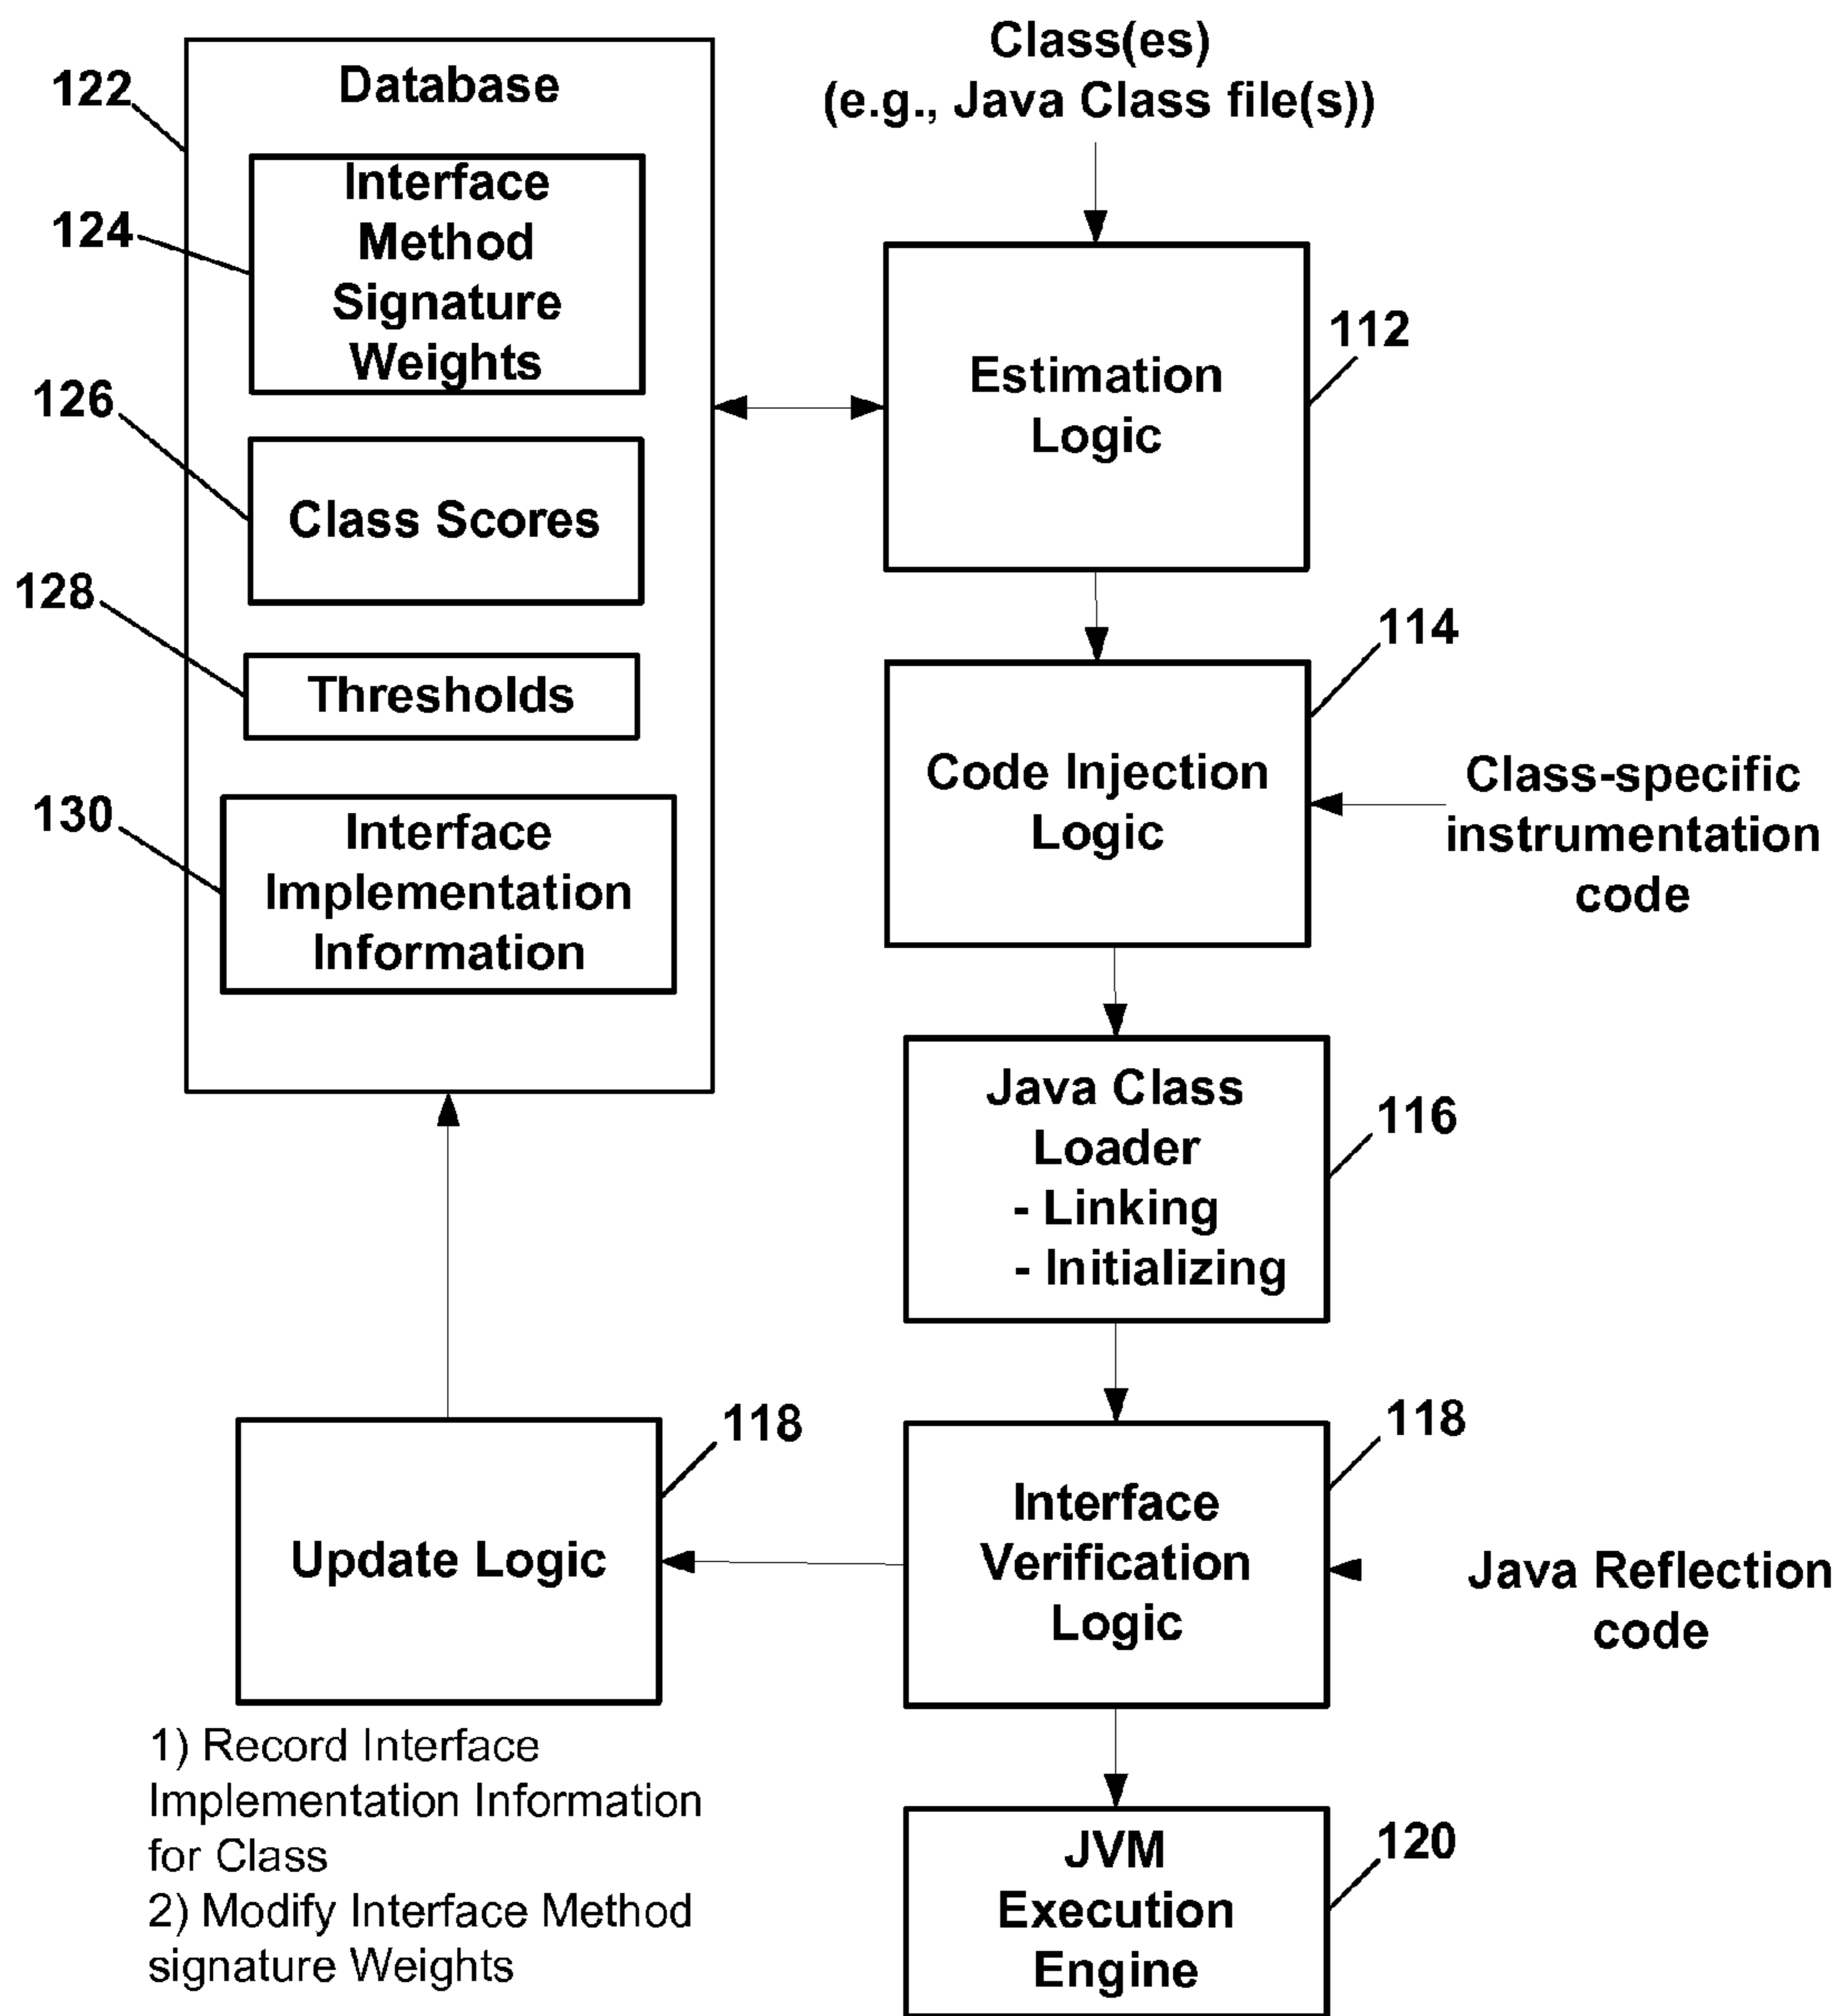 Class(es)
(e.g., Java Class file(s))
122
Database
124
Interface
Method
Signature
Weights
126
Class Scores
128
Thresholds
130
Interface
Implementation
Information
112
Estimation
Logic
114
Code Injection
Logic
Class-specific
instrumentation
code
116
Java Class
Loader
- Linking
- Initializing
118
Interface
Verification
Logic
Java Reflection
code
118
Update Logic
1) Record Interface
Implementation Information
for Class
2) Modify Interface Method
signature Weights
120
JVM
Execution
Engine